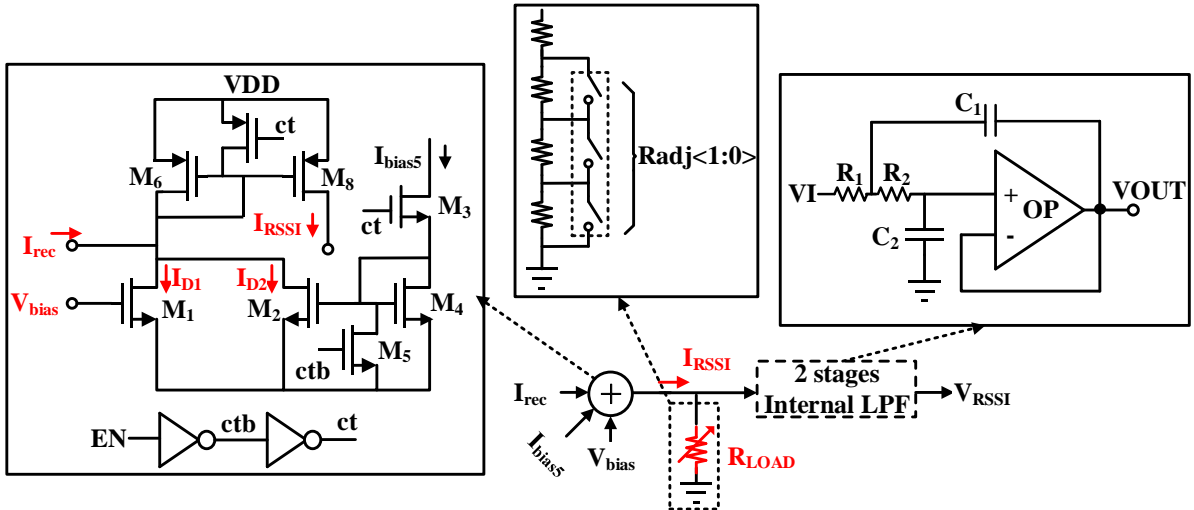 VDD
ct
M6
M8
Ibias5
M3
ct
IRSSI
Irec
ID1
ID2
Vbias
M1
M2
M4
M5
ctb
EN
ctb
ct
Radj<1:0>
C1
VI
R1
R2
+
OP
-
VOUT
C2
IRSSI
Irec
+
2 stages
Internal LPF
VRSSI
Ibias5
Vbias
RLOAD